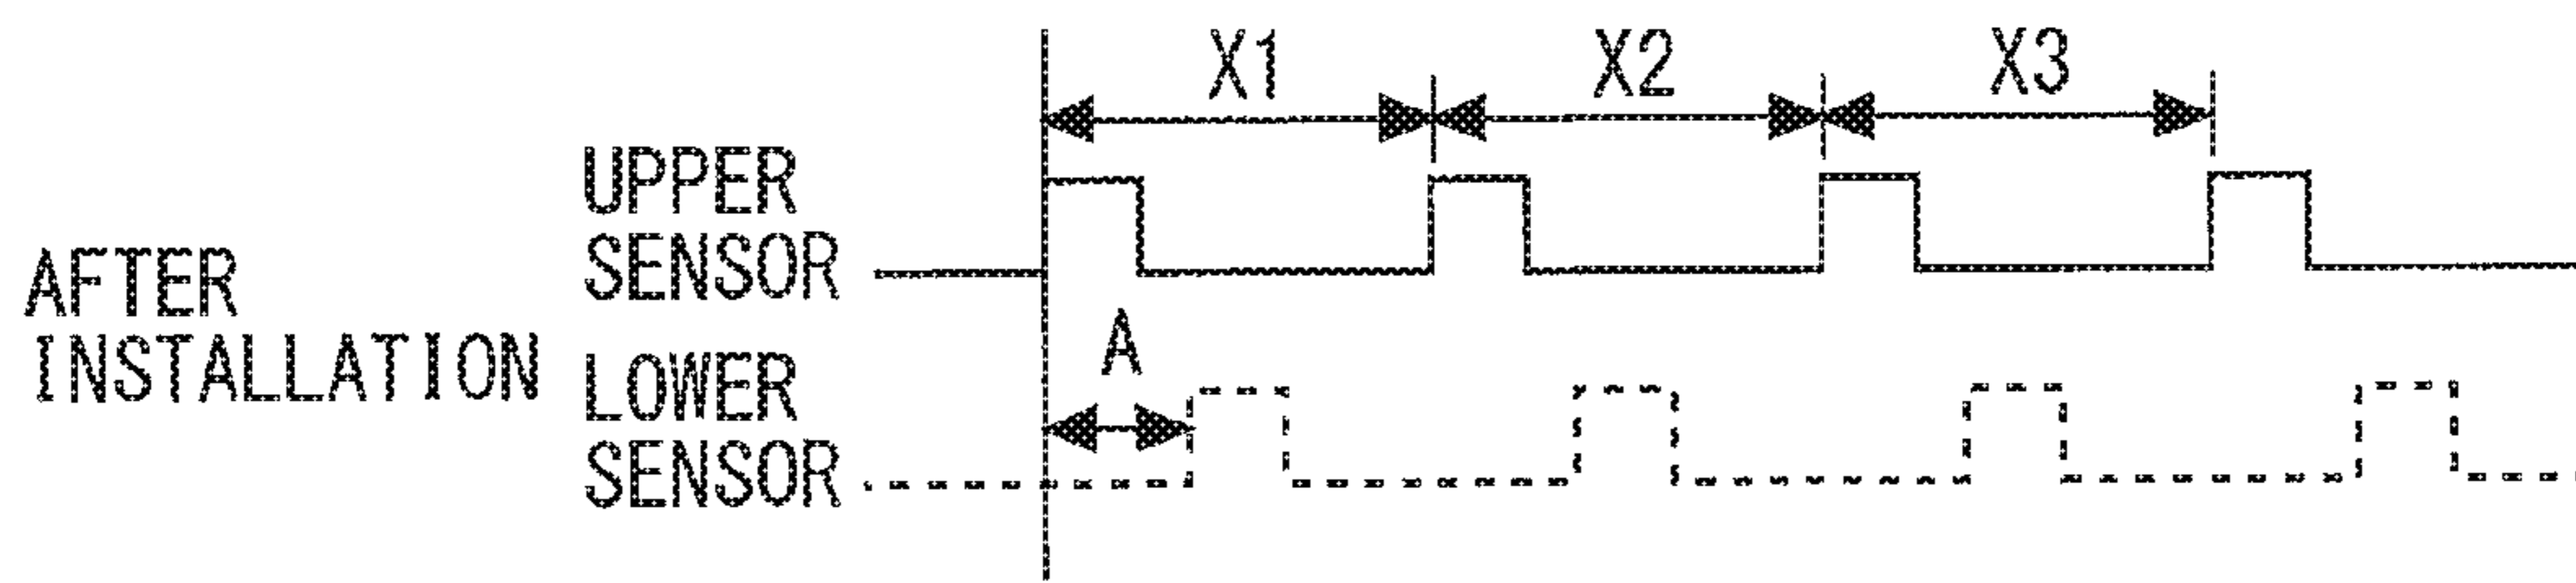 X1 X2 X3
UPPER
SENSOR
AFTER
INSTALLATION
A
LOWER
SENSOR